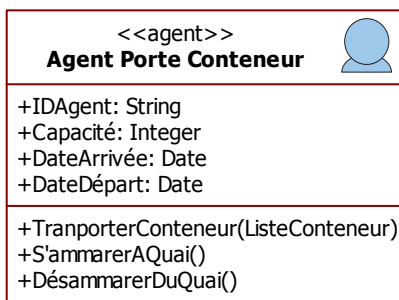 <<agent>>
Agent Porte Conteneur
+IDAgent: String
+Capacité: Integer
+DateArrivée: Date
+DateDépart: Date
+TranporterConteneur(ListeConteneur)
+S'ammarerAQuai()
+DésammarerDuQuai()